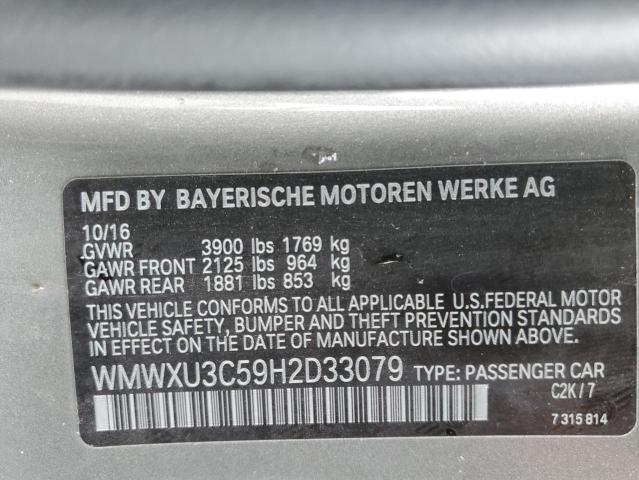 MFD BY BAYERISCHE MOTOREN WERKE AG
10/16
GVWR 3900 lbs 1769 kg
GAWR FRONT 2125 lbs 964 kg
GAWR REAR 1881 lbs 853 kg
THIS VEHICLE CONFORMS TO ALL APPLICABLE U.S.FEDERAL MOTOR
VEHICLE SAFETY, BUMPER AND THEFT PREVENTION STANDARDS
IN EFFECT ON THE DATE OF MANUFACTURE SHOWN ABOVE.
WMWXU3C59H2D33079 TYPE: PASSENGER CAR
C2K / 7
7 315 814